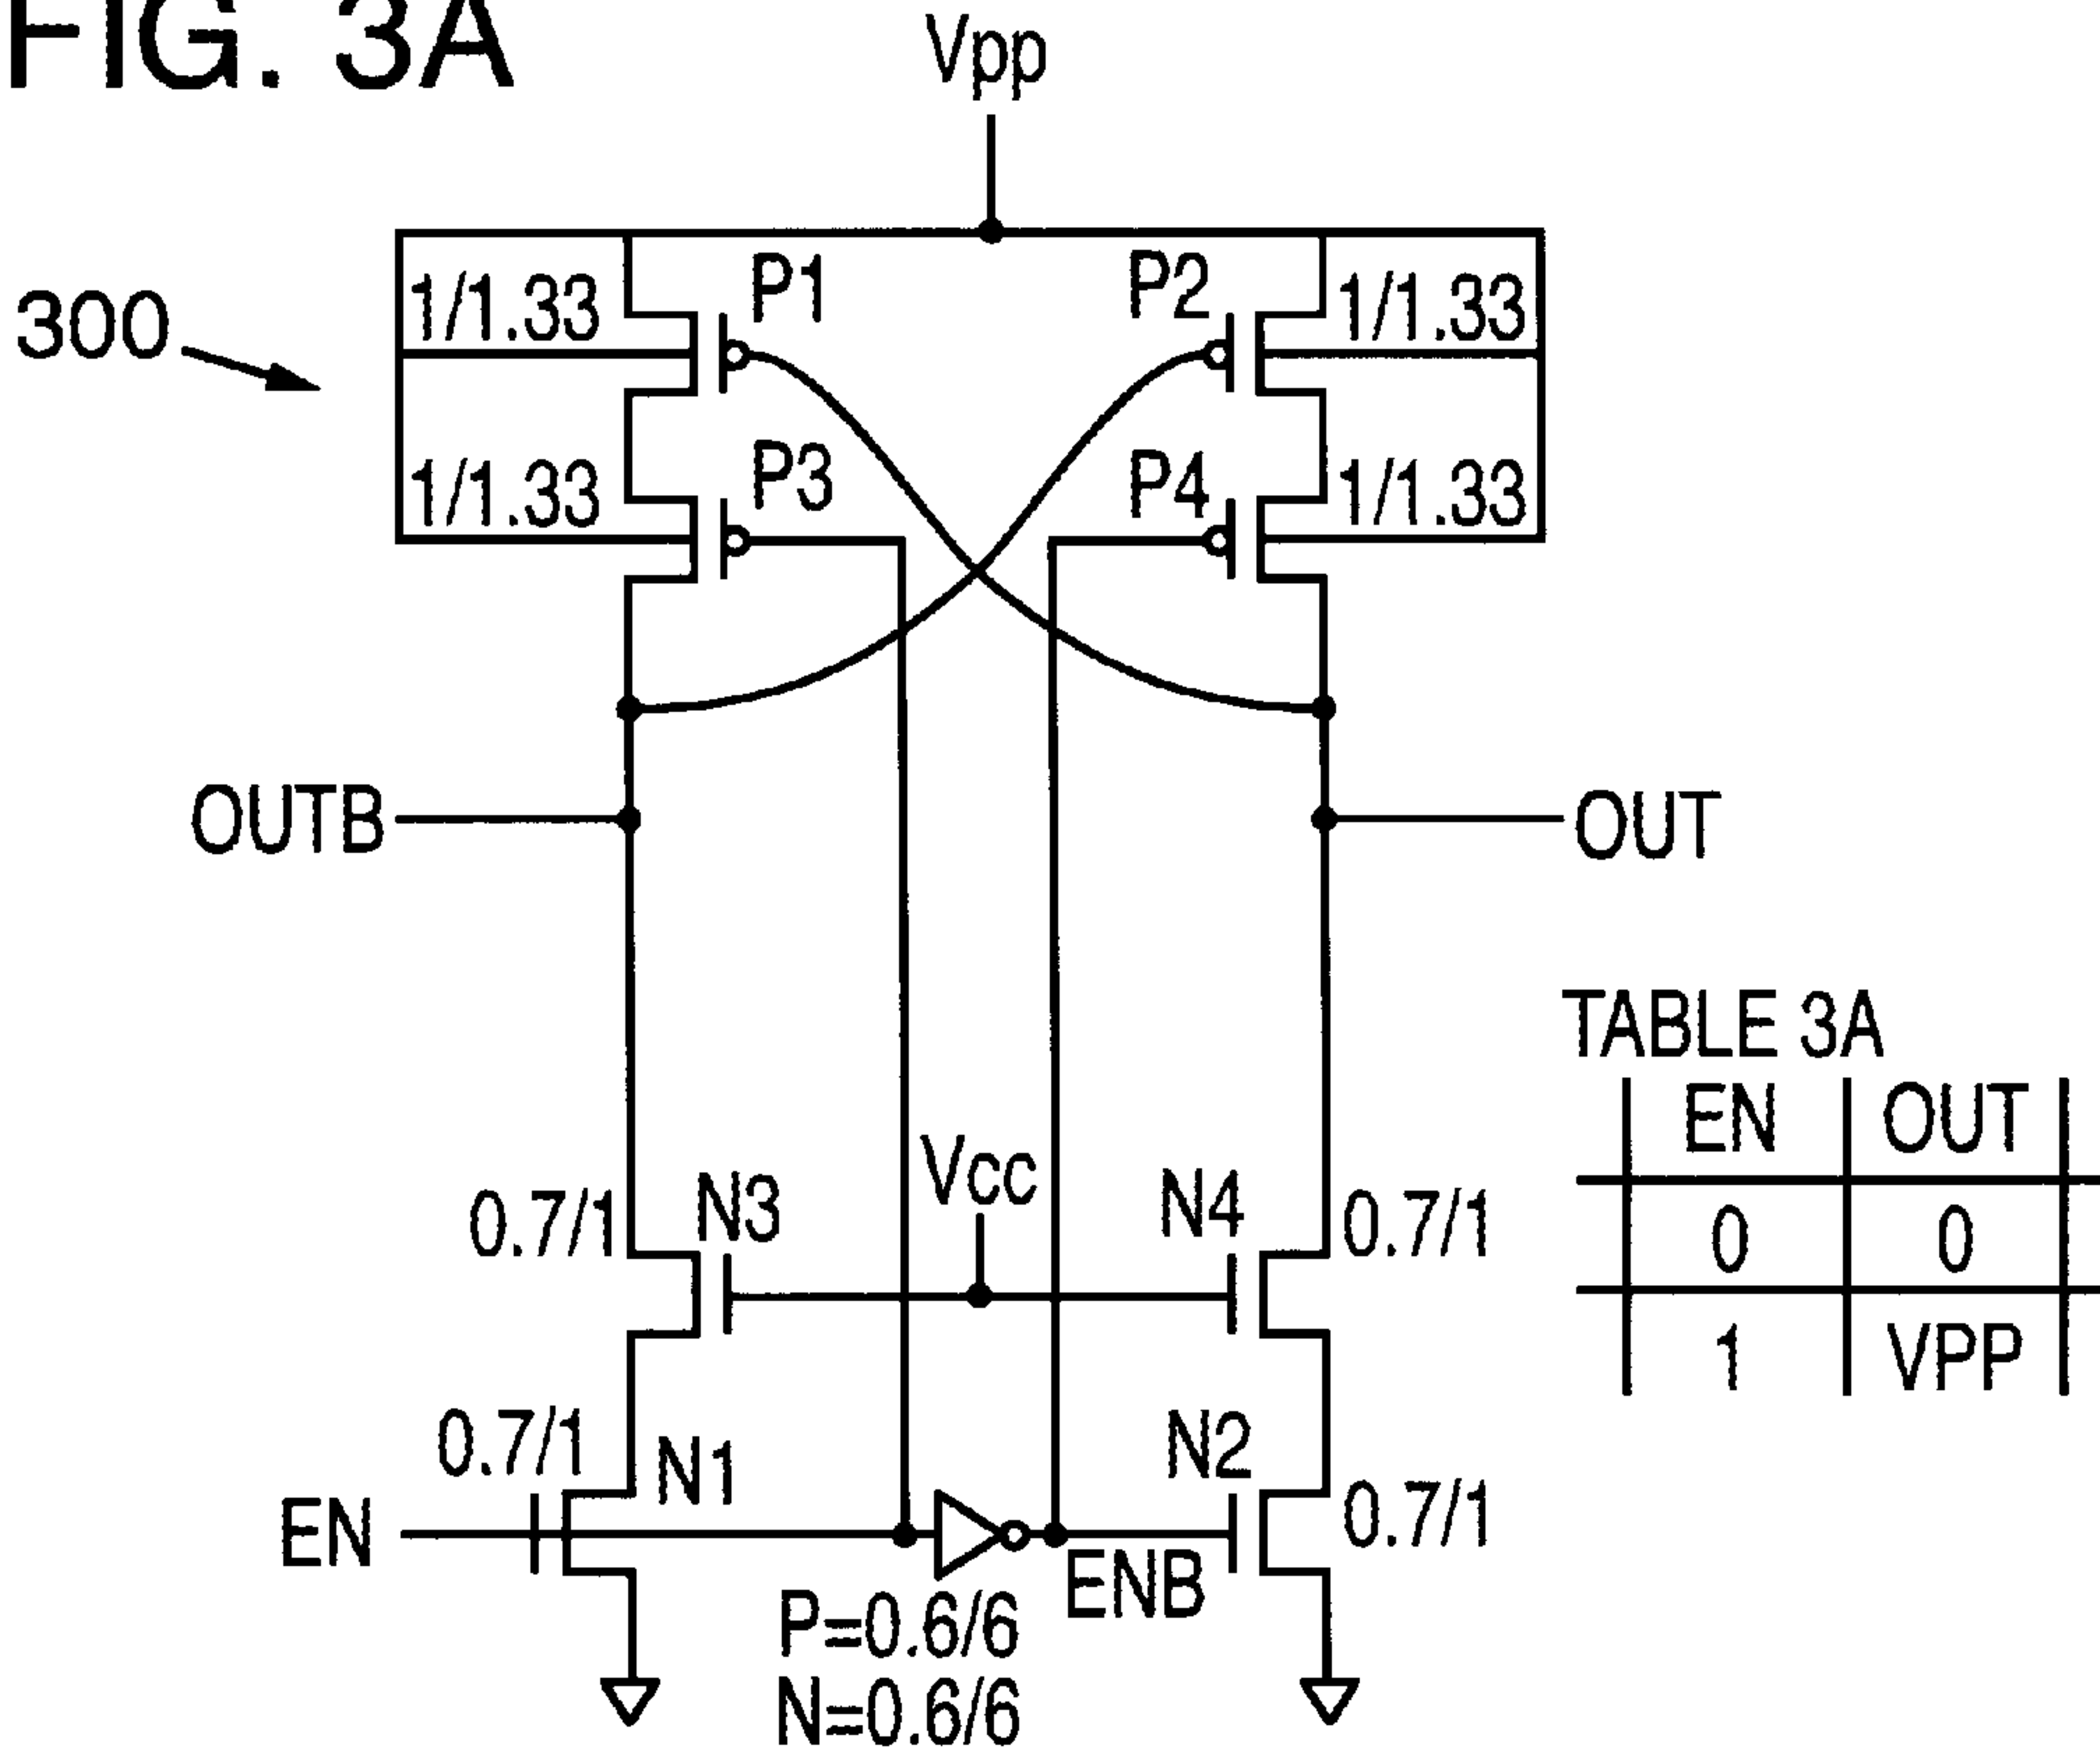 FIG. 3A
Vpp
300
1/1.33
P1
P2
1/1.33
1/1.33
P3
P4
1/1.33
OUTB
OUT
TABLE 3A
EN OUT
0 0
1 VPP
Vcc
0.7/1
N3
N4
0.7/1
0.7/1
N1
N2
0.7/1
EN
ENB
P=0.6/6
N=0.6/6